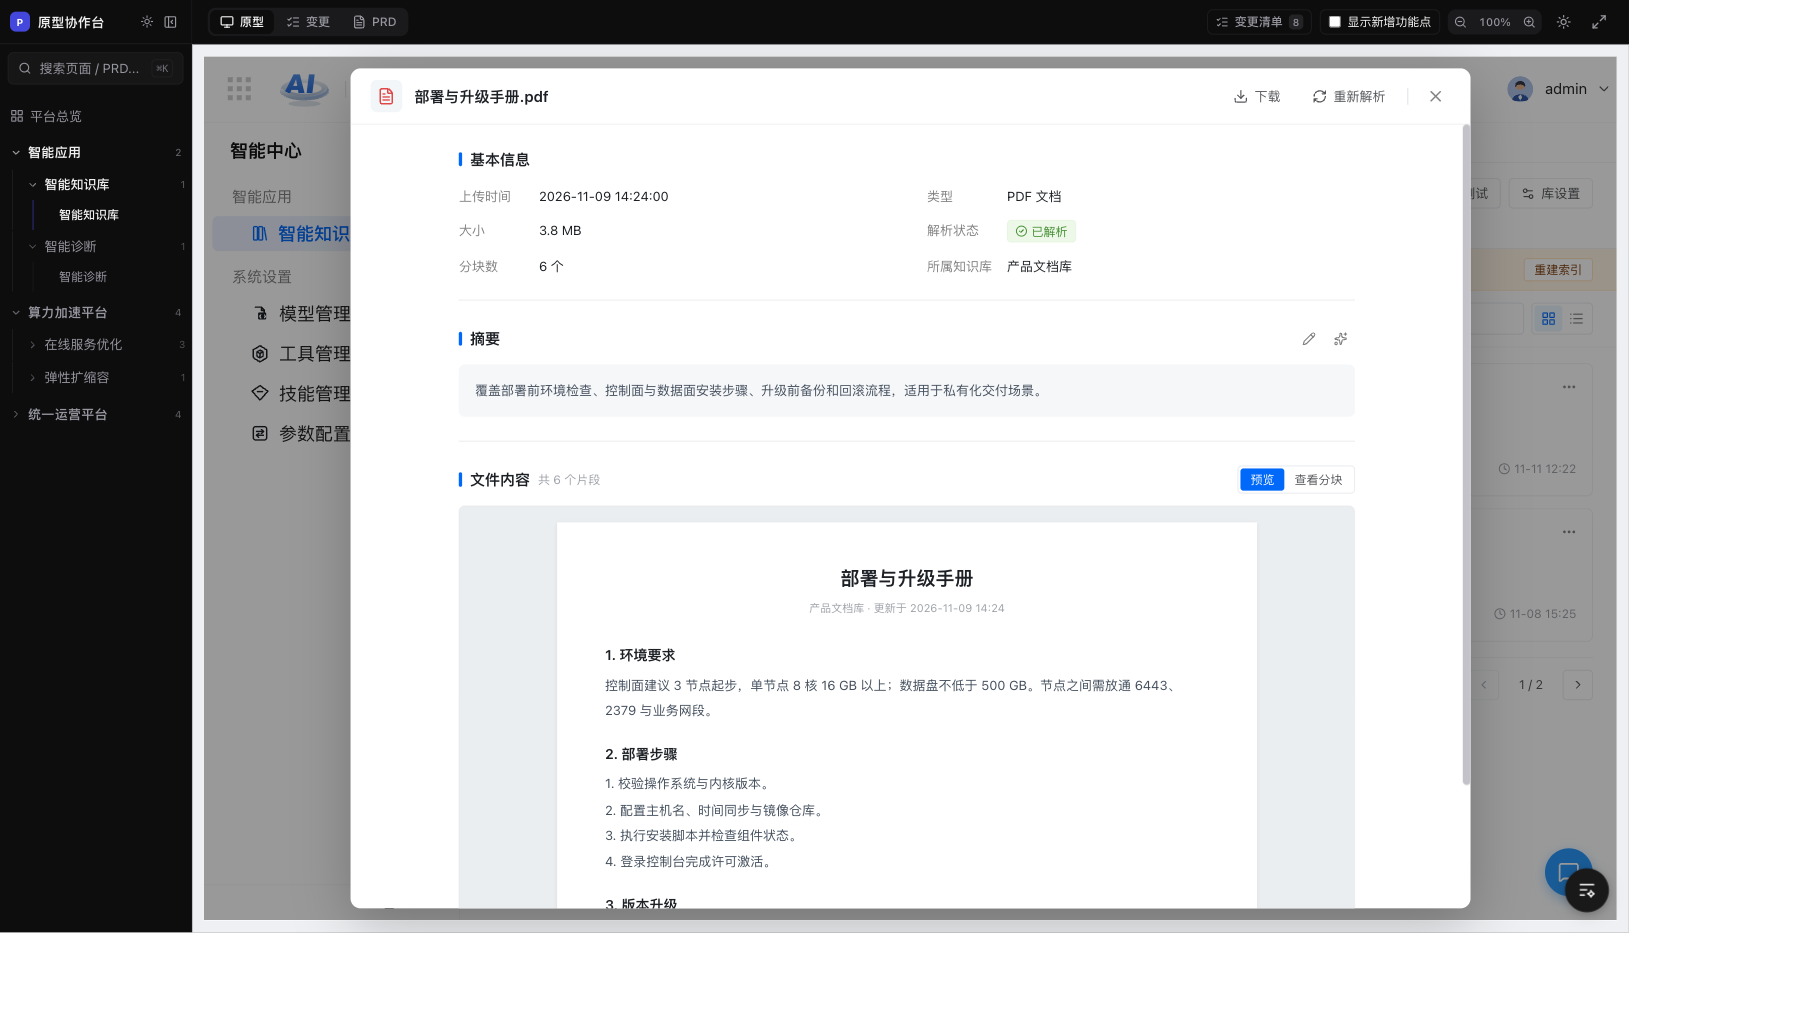 P 原型协作台
原型 变更 PRD
变更清单 8 显示新增功能点 100%
搜索页面 / PRD... ⌘K
平台总览
智能应用 2
智能知识库 1
智能知识库
智能诊断 1
智能诊断
算力加速平台 4
在线服务优化 3
弹性扩缩容 1
统一运营平台 4
AI
admin
智能中心
智能应用
智能知识
系统设置
模型管理
工具管理
技能管理
参数配置
部署与升级手册.pdf
下载 重新解析
基本信息
上传时间 2026-11-09 14:24:00
类型 PDF 文档
大小 3.8 MB
解析状态 已解析
分块数 6 个
所属知识库 产品文档库
摘要
覆盖部署前环境检查、控制面与数据面安装步骤、升级前备份和回滚流程，适用于私有化交付场景。
文件内容 共 6 个片段
预览 查看分块
部署与升级手册
产品文档库 · 更新于 2026-11-09 14:24
1. 环境要求
控制面建议 3 节点起步，单节点 8 核 16 GB 以上；数据盘不低于 500 GB。节点之间需放通 6443、
2379 与业务网段。
2. 部署步骤
1. 校验操作系统与内核版本。
2. 配置主机名、时间同步与镜像仓库。
3. 执行安装脚本并检查组件状态。
4. 登录控制台完成许可激活。
3. 版本升级
试 库设置
重建索引
11-11 12:22
11-08 15:25
1 / 2